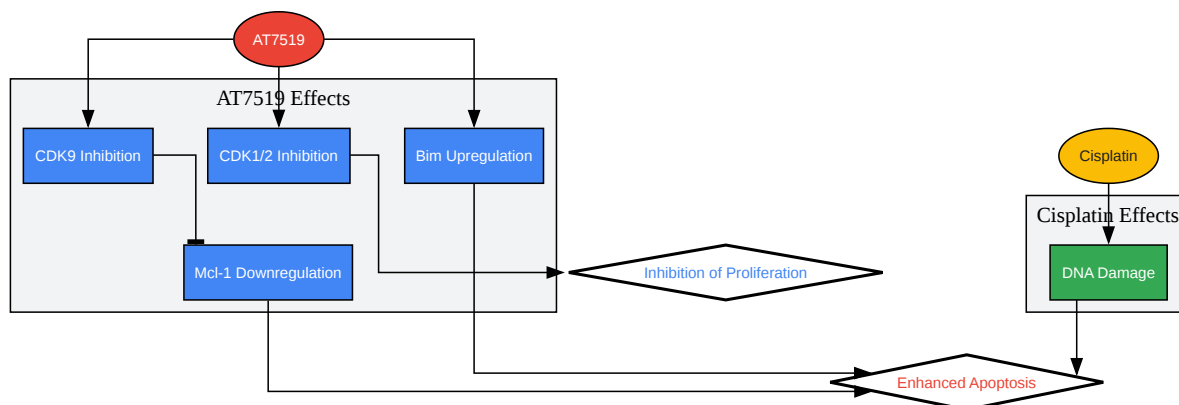 AT7519
AT7519 Effects
CDK9 Inhibition
CDK1/2 Inhibition
Bim Upregulation
Cisplatin
Cisplatin Effects
Mcl-1 Downregulation
Inhibition of Proliferation
DNA Damage
Enhanced Apoptosis